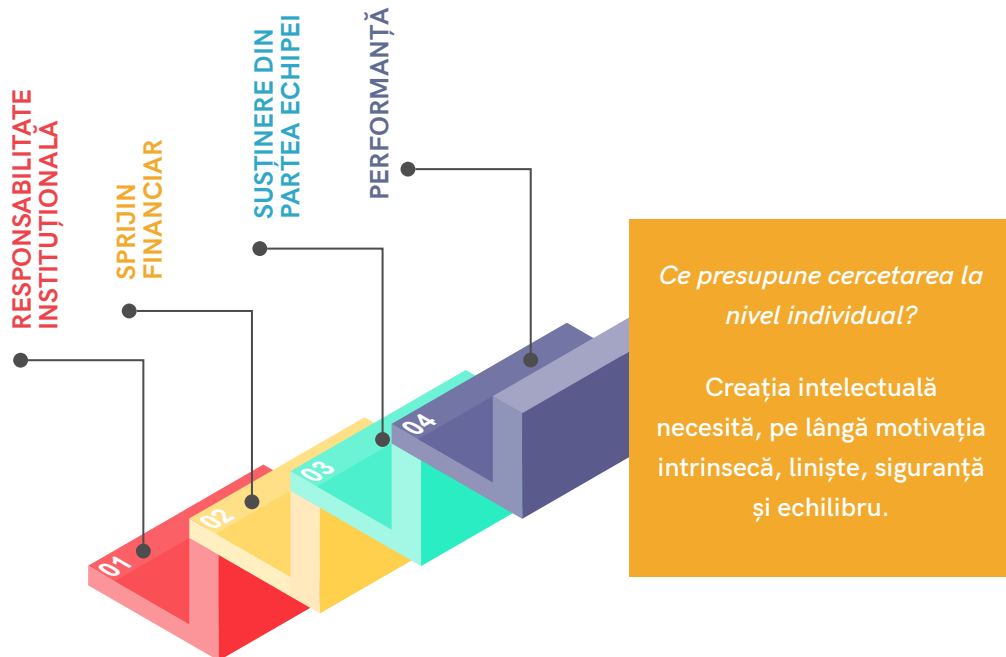 RESPONSABILITATE
INSTITUȚIONALĂ
SPRIJIN
FINANCIAR
SUSȚINERE DIN
PARTEA ECHIPEI
PERFORMANȚĂ
01
02
03
04
Ce presupune cercetarea la
nivel individual?
Creația intelectuală
necesită, pe lângă motivația
intrinsecă, liniște, siguranță
și echilibru.